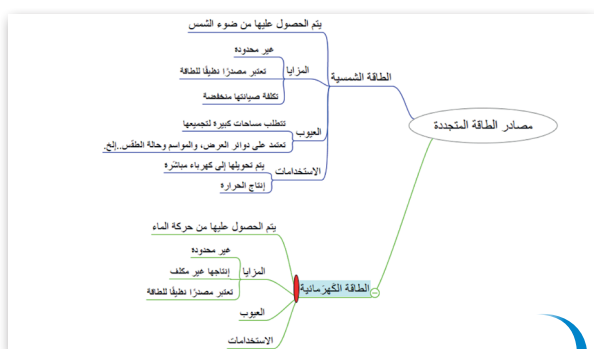 مصادر الطاقة المتجددة
الطاقة الشمسية
يتم الحصول عليها من ضوء الشمس
المزايا
غير محدودة
تعتبر مصدرًا نظيفًا للطاقة
تكلفة صيانتها منخفضة
العيوب
تتطلب مساحات كبيرة لتجميعها
تعتمد على دوائر العرض، والمواسم وحالة الطقس..إلخ.
الاستخدامات
يتم تحويلها إلى كهرباء مباشرة
إنتاج الحرارة
الطاقة الكهرمائية
يتم الحصول عليها من حركة الماء
المزايا
غير محدودة
إنتاجها غير مكلف
تعتبر مصدرًا نظيفًا للطاقة
العيوب
الاستخدامات